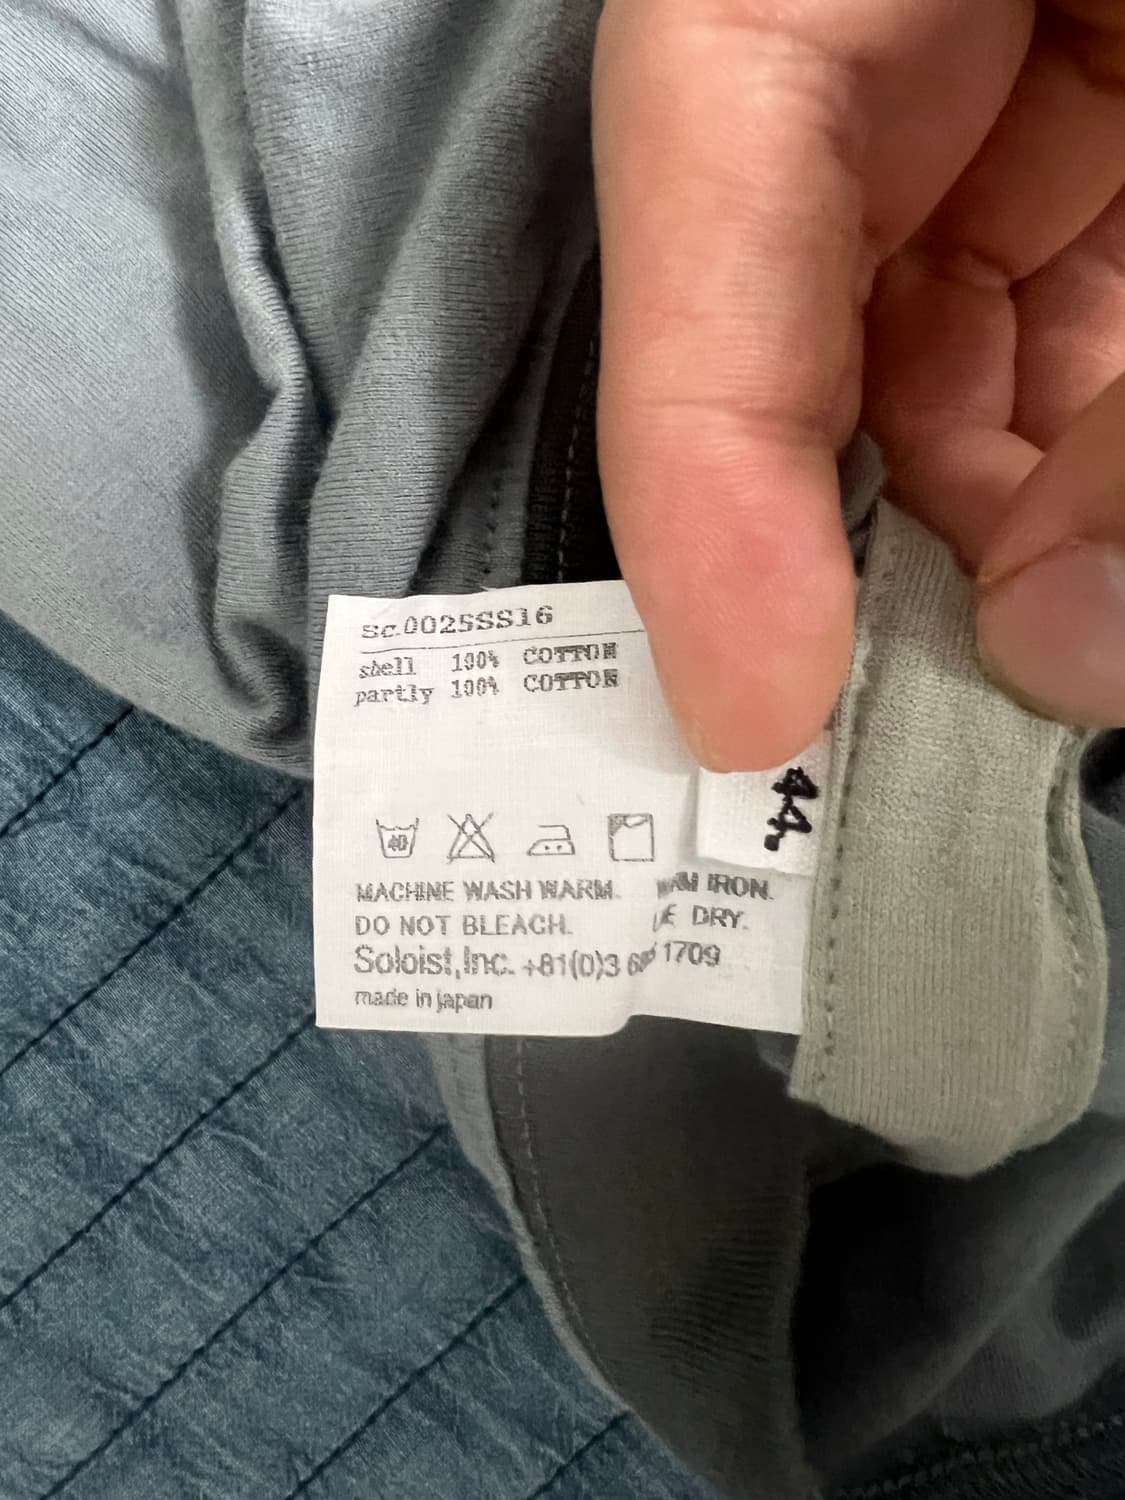 sc.0025SS16
shell 100% COTTON
partly 100% COTTON
44.
40
MACHINE WASH WARM. IRON.
DO NOT BLEACH. DRY.
Soloist,Inc. +81(0)3 1709
made in japan